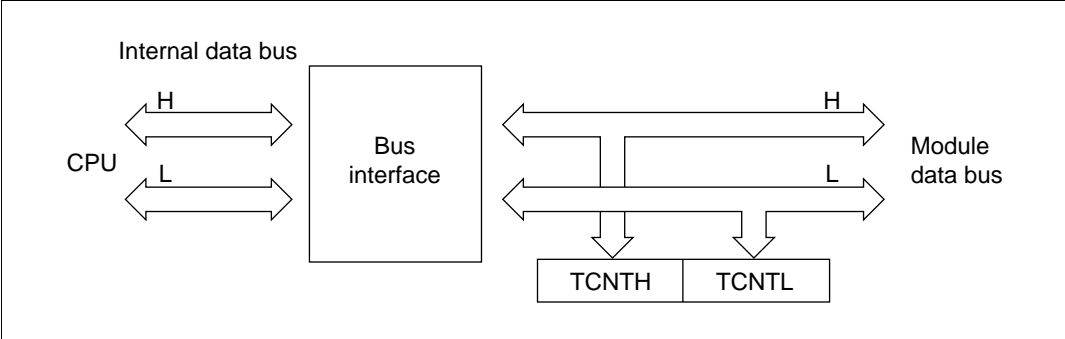 Internal data bus
H
H
CPU
L
Bus
interface
L
Module
data bus
TCNTH
TCNTL